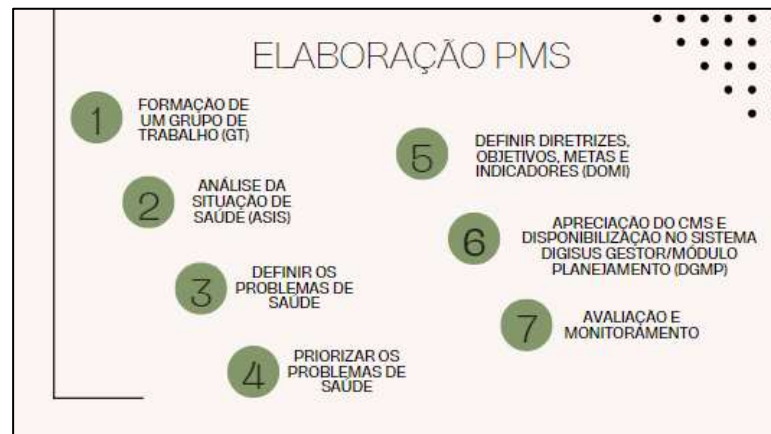 ELABORAÇÃO PMS
1
FORMAÇÃO DE
UM GRUPO DE
TRABALHO (GT)
2
ANÁLISE DA
SITUAÇÃO DE
SAÚDE (ASIS)
3
DEFINIR OS
PROBLEMAS DE
SAÚDE
4
PRIORIZAR OS
PROBLEMAS DE
SAÚDE
5
DEFINIR DIRETRIZES,
OBJETIVOS, METAS E
INDICADORES (DOMI)
6
APRECIAÇÃO DO CMS E
DISPONIBILIZAÇÃO NO SISTEMA
DIGISUS GESTOR/MÓDULO
PLANEJAMENTO (DGMP)
7
AVALIAÇÃO E
MONITORAMENTO